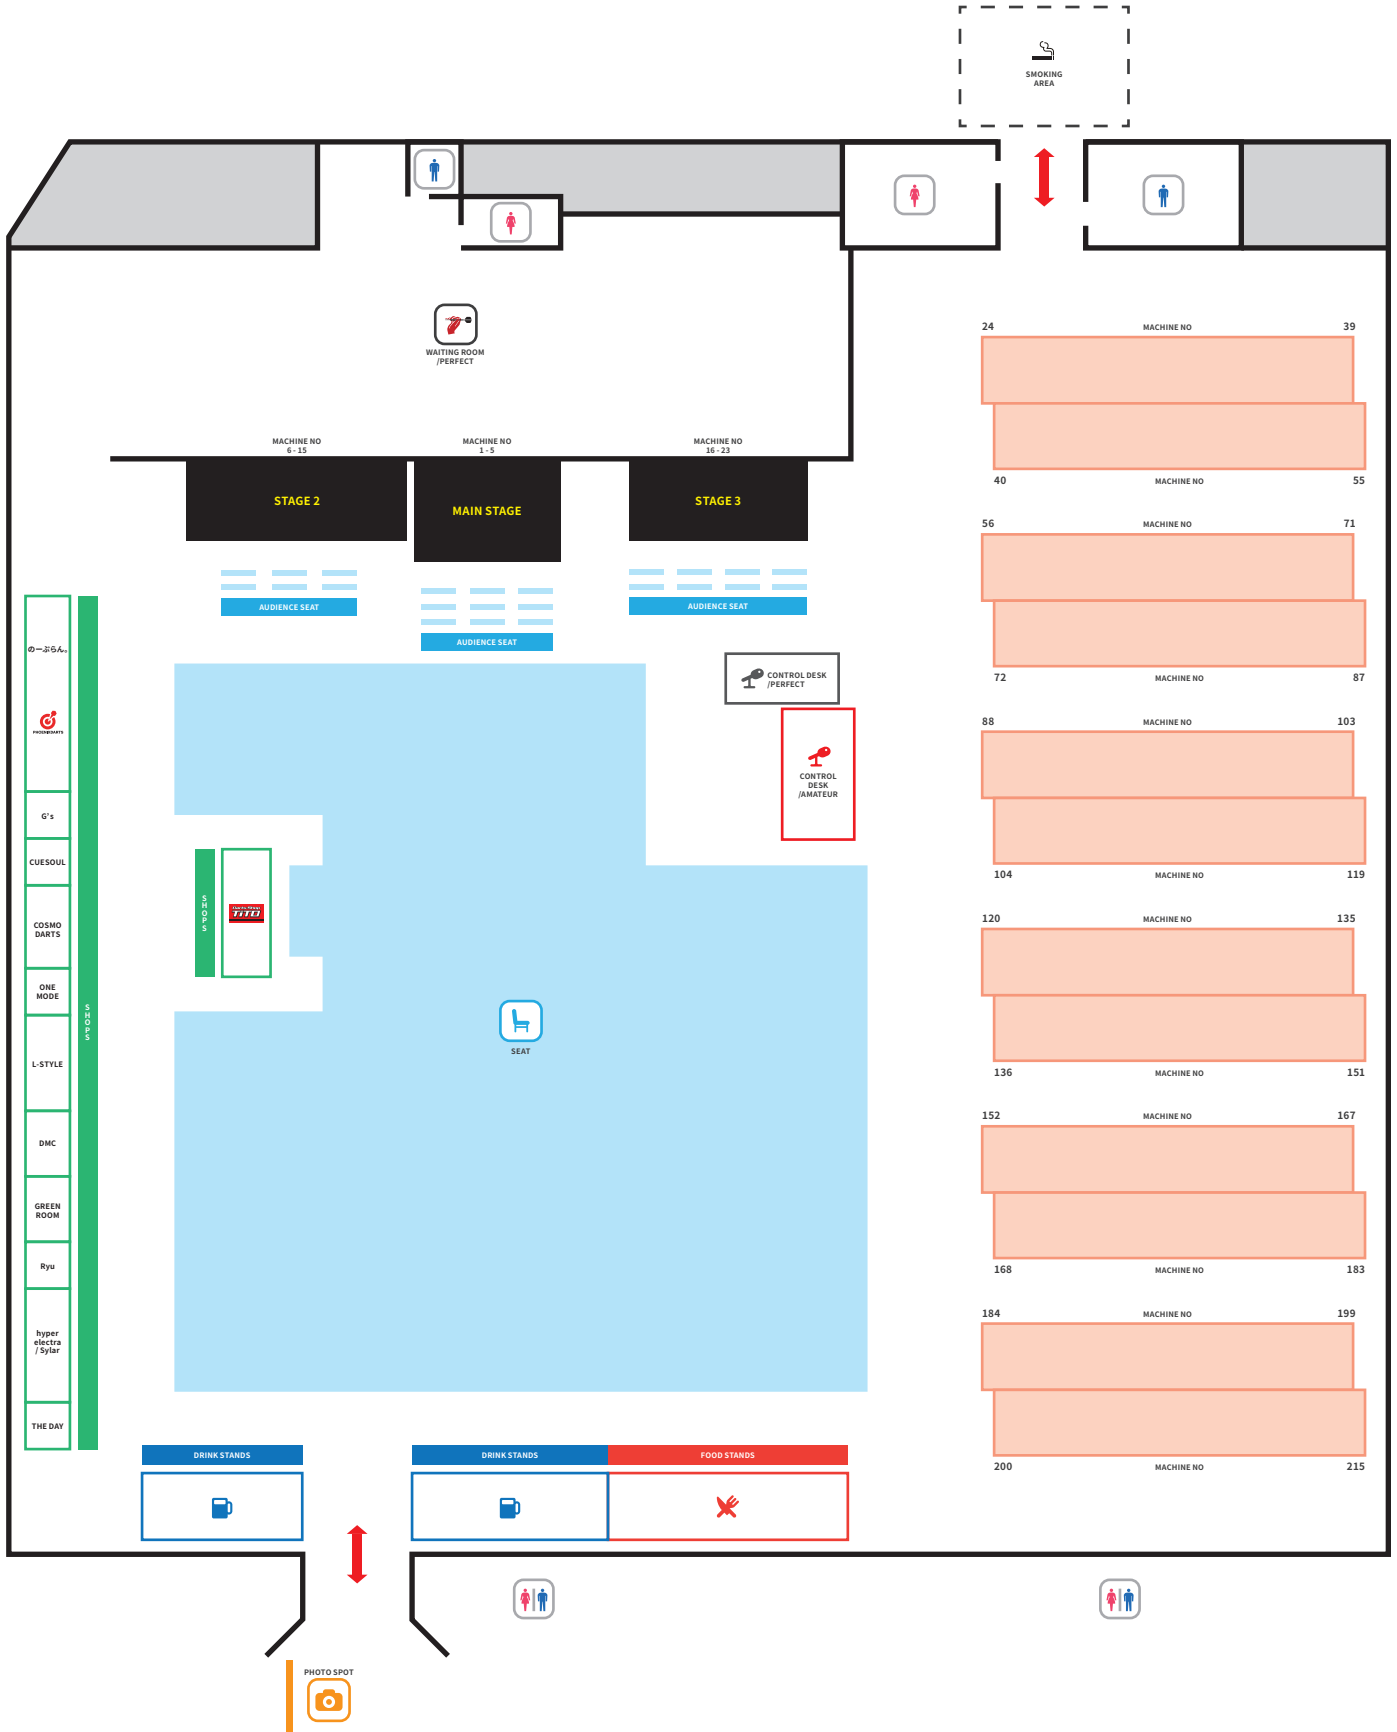 SMOKING
AREA
WAITING ROOM
/PERFECT
MACHINE NO
6 - 15
MACHINE NO
1 - 5
MACHINE NO
16 - 23
STAGE 2
MAIN STAGE
STAGE 3
AUDIENCE SEAT
AUDIENCE SEAT
AUDIENCE SEAT
CONTROL DESK
/PERFECT
CONTROL
DESK
/AMATEUR
のーぶらん。
PHOENIXDARTS
G's
CUESOUL
COSMO
DARTS
ONE
MODE
L-STYLE
DMC
GREEN
ROOM
Ryu
hyper
electra
/ Sylar
THE DAY
SHOPS
SHOPS
Darts Shop
TiTO
SEAT
24 MACHINE NO 39
40 MACHINE NO 55
56 MACHINE NO 71
72 MACHINE NO 87
88 MACHINE NO 103
104 MACHINE NO 119
120 MACHINE NO 135
136 MACHINE NO 151
152 MACHINE NO 167
168 MACHINE NO 183
184 MACHINE NO 199
200 MACHINE NO 215
DRINK STANDS
DRINK STANDS
FOOD STANDS
PHOTO SPOT